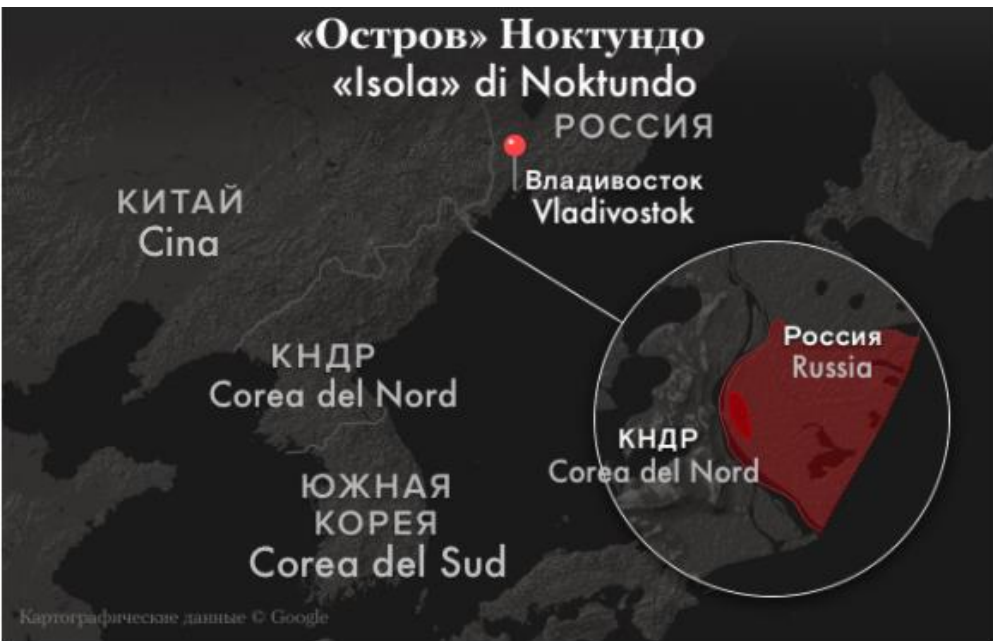 «Остров» Ноктундо
«Isola» di Noktundo
РОССИЯ
Владивосток
Vladivostok
КИТАЙ
Cina
Россия
Russia
КНДР
Corea del Nord
КНДР
Corea del Nord
ЮЖНАЯ
КОРЕЯ
Corea del Sud
Картографические данные © Google